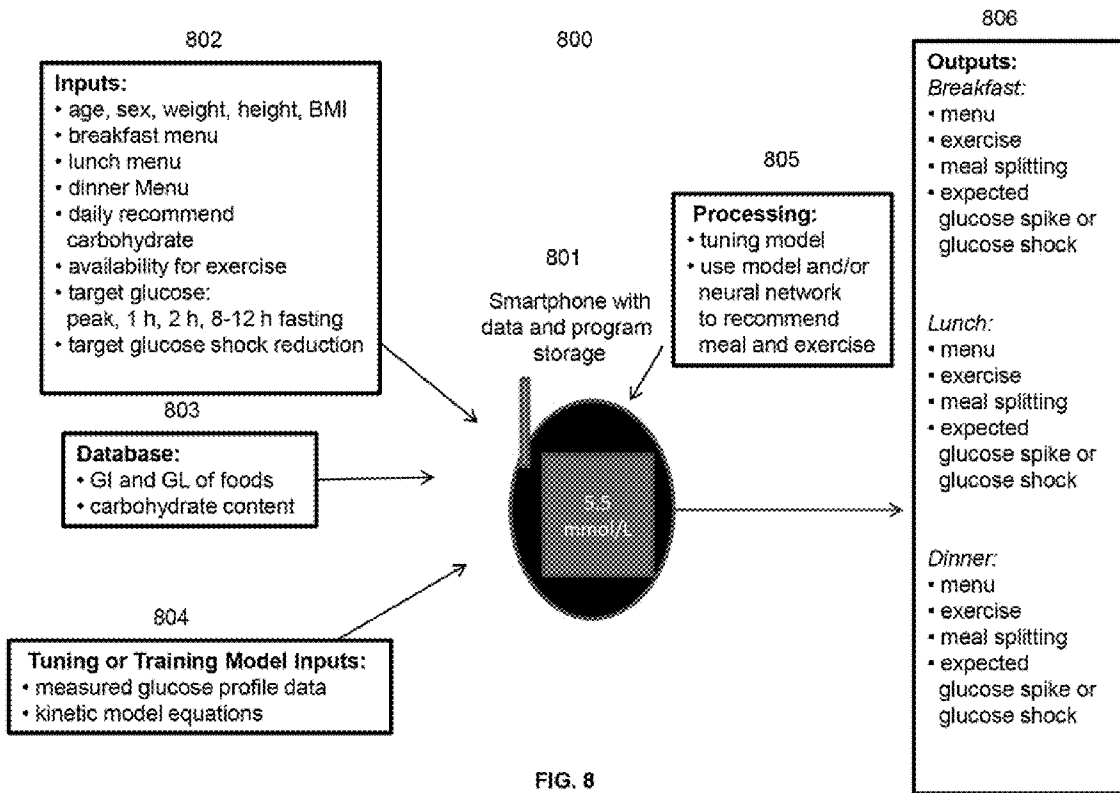 802
Inputs:
• age, sex, weight, height, BMI
• breakfast menu
• lunch menu
• dinner Menu
• daily recommend
carbohydrate
• availability for exercise
• target glucose:
peak, 1 h, 2 h, 8-12 h fasting
• target glucose shock reduction
803
Database:
• GI and GL of foods
• carbohydrate content
804
Tuning or Training Model Inputs:
• measured glucose profile data
• kinetic model equations
800
801
Smartphone with
data and program
storage
5.5
mmol/L
805
Processing:
• tuning model
• use model and/or
neural network
to recommend
meal and exercise
806
Outputs:
Breakfast:
• menu
• exercise
• meal splitting
• expected
glucose spike or
glucose shock
Lunch:
• menu
• exercise
• meal splitting
• expected
glucose spike or
glucose shock
Dinner:
• menu
• exercise
• meal splitting
• expected
glucose spike or
glucose shock
FIG. 8